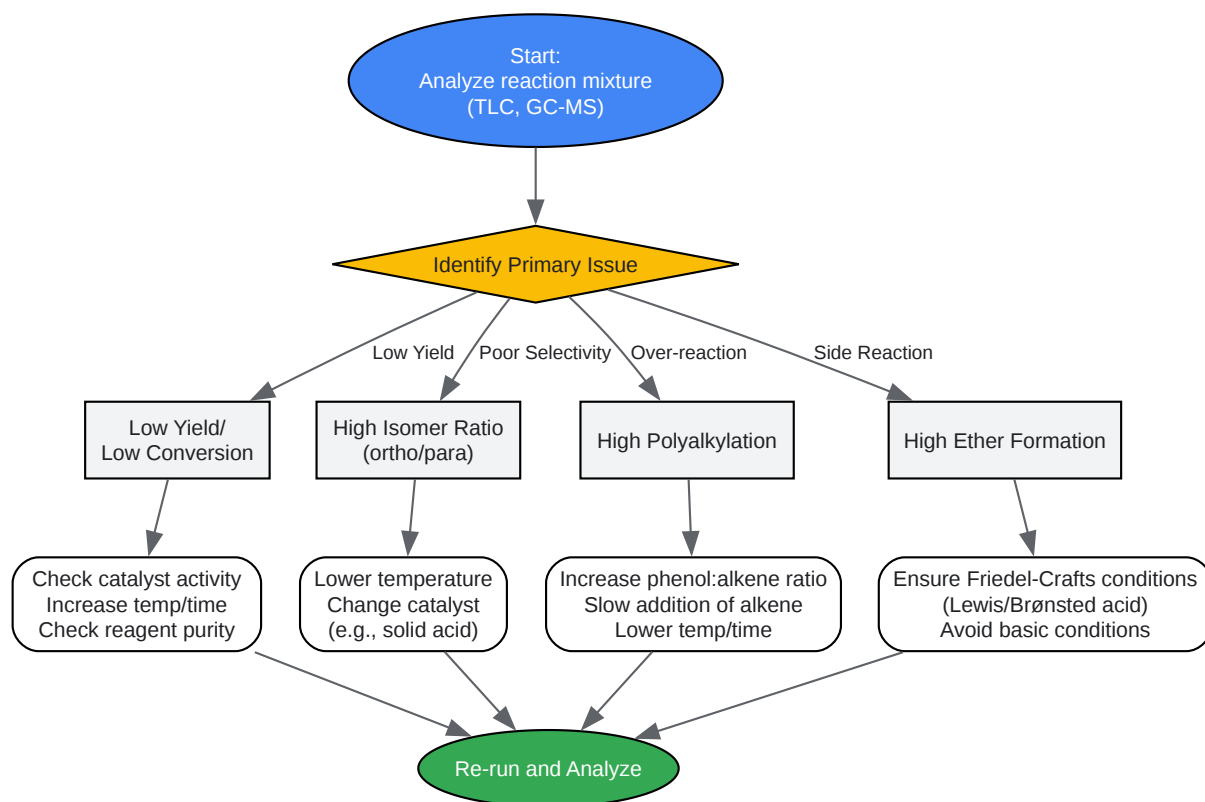 Start:
Analyze reaction mixture
(TLC, GC-MS)
Identify Primary Issue
Low Yield
Poor Selectivity
Over-reaction
Side Reaction
Low Yield/
Low Conversion
High Isomer Ratio
(ortho/para)
High Polyalkylation
High Ether Formation
Check catalyst activity
Increase temp/time
Check reagent purity
Lower temperature
Change catalyst
(e.g., solid acid)
Increase phenol:alkene ratio
Slow addition of alkene
Lower temp/time
Ensure Friedel-Crafts conditions
(Lewis/Brønsted acid)
Avoid basic conditions
Re-run and Analyze